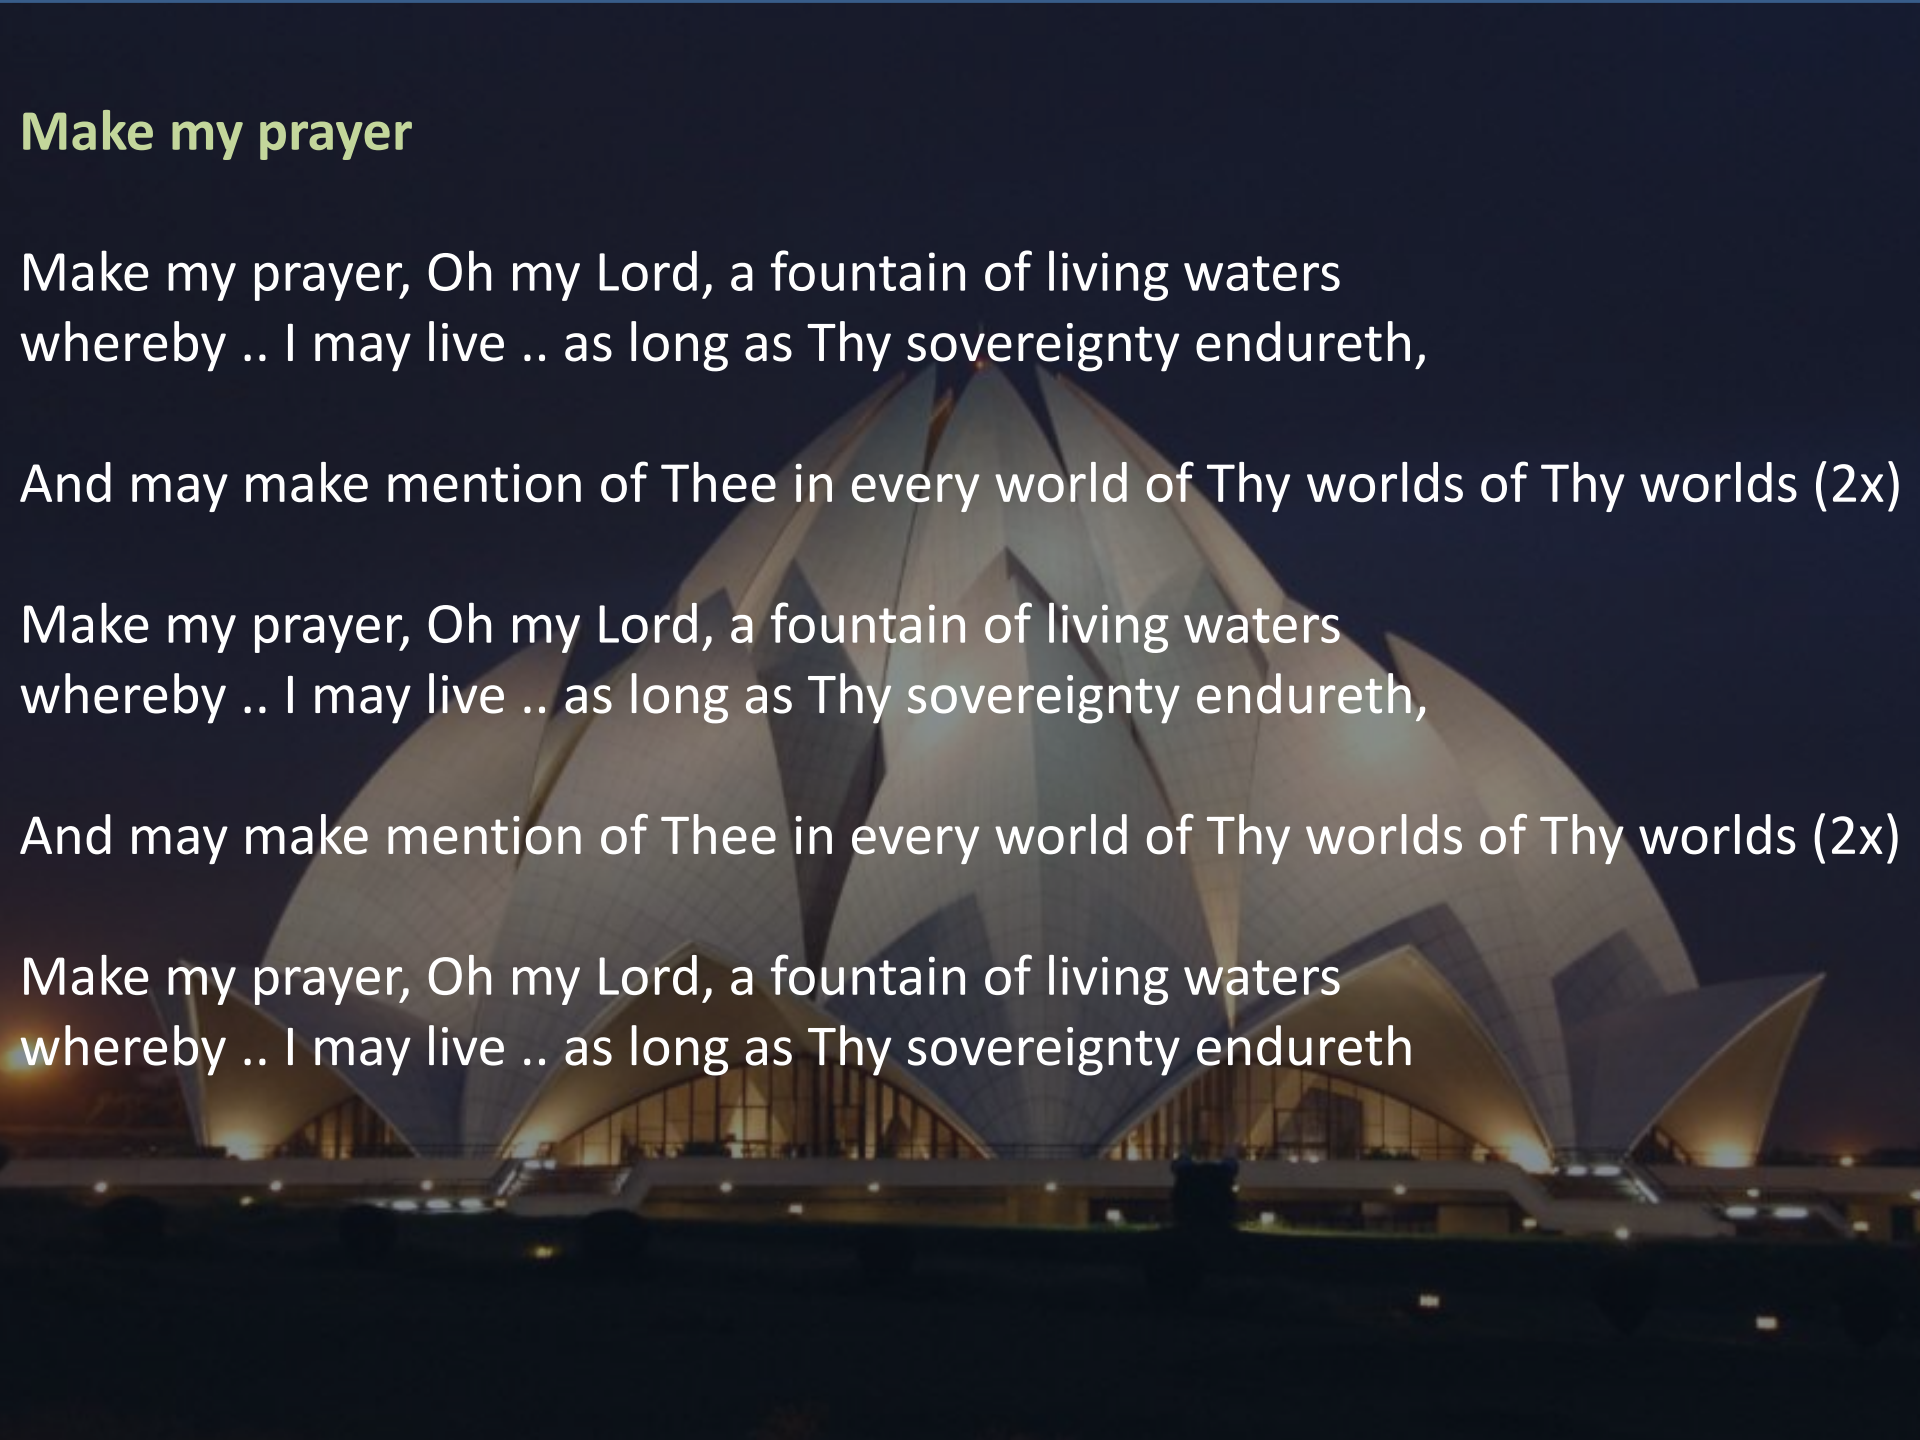 Make my prayer
Make my prayer, Oh my Lord, a fountain of living waters
whereby .. I may live .. as long as Thy sovereignty endureth,
And may make mention of Thee in every world of Thy worlds of Thy worlds (2x)
Make my prayer, Oh my Lord, a fountain of living waters
whereby .. I may live .. as long as Thy sovereignty endureth,
And may make mention of Thee in every world of Thy worlds of Thy worlds (2x)
Make my prayer, Oh my Lord, a fountain of living waters
whereby .. I may live .. as long as Thy sovereignty endureth